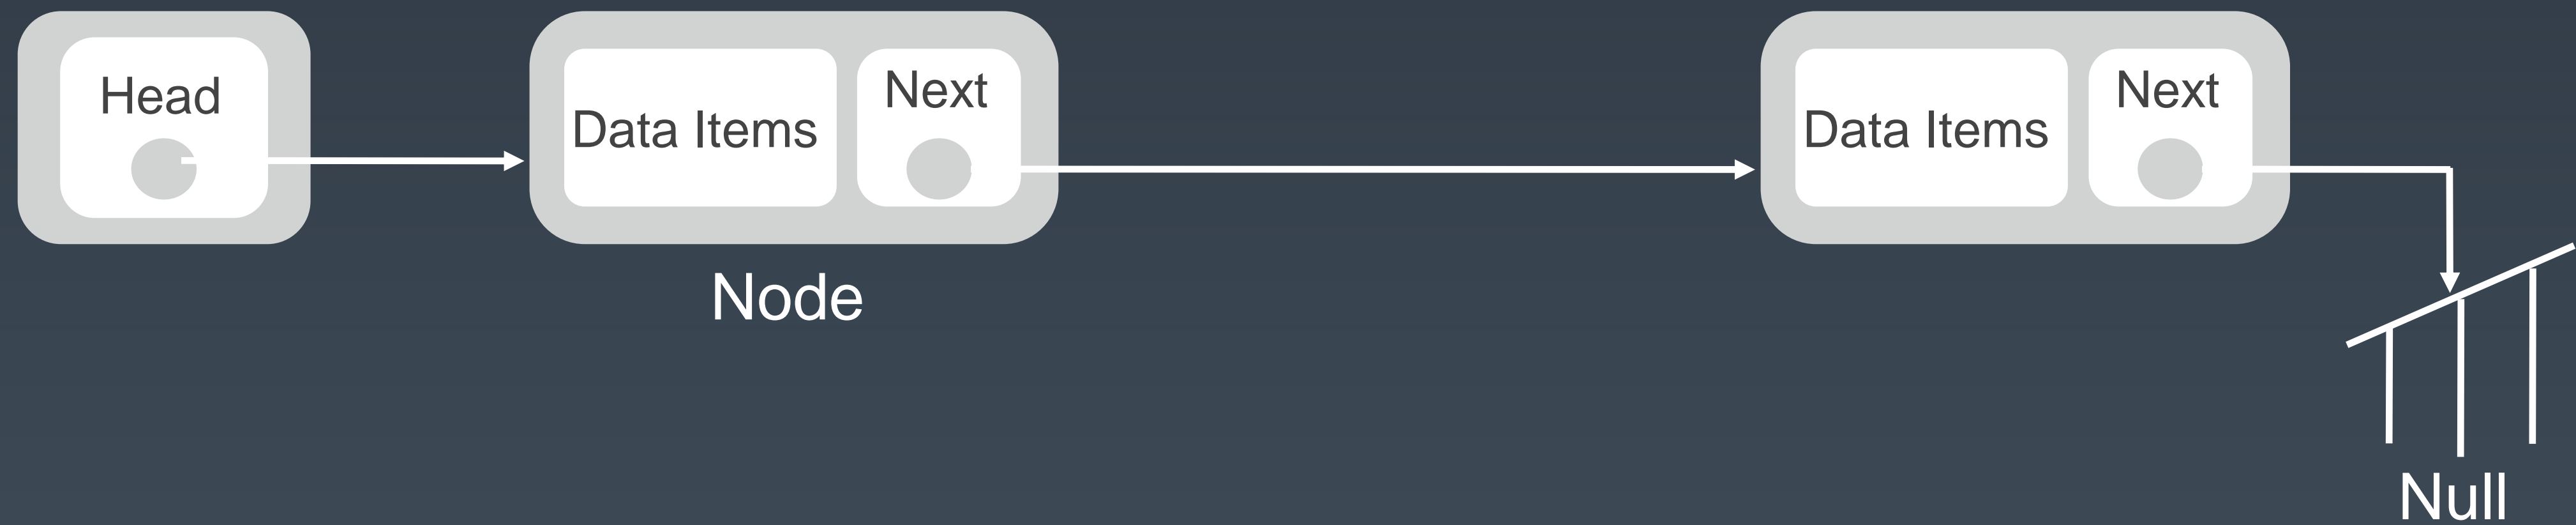 Head
Data Items
Next
Data Items
Next
Node
Null